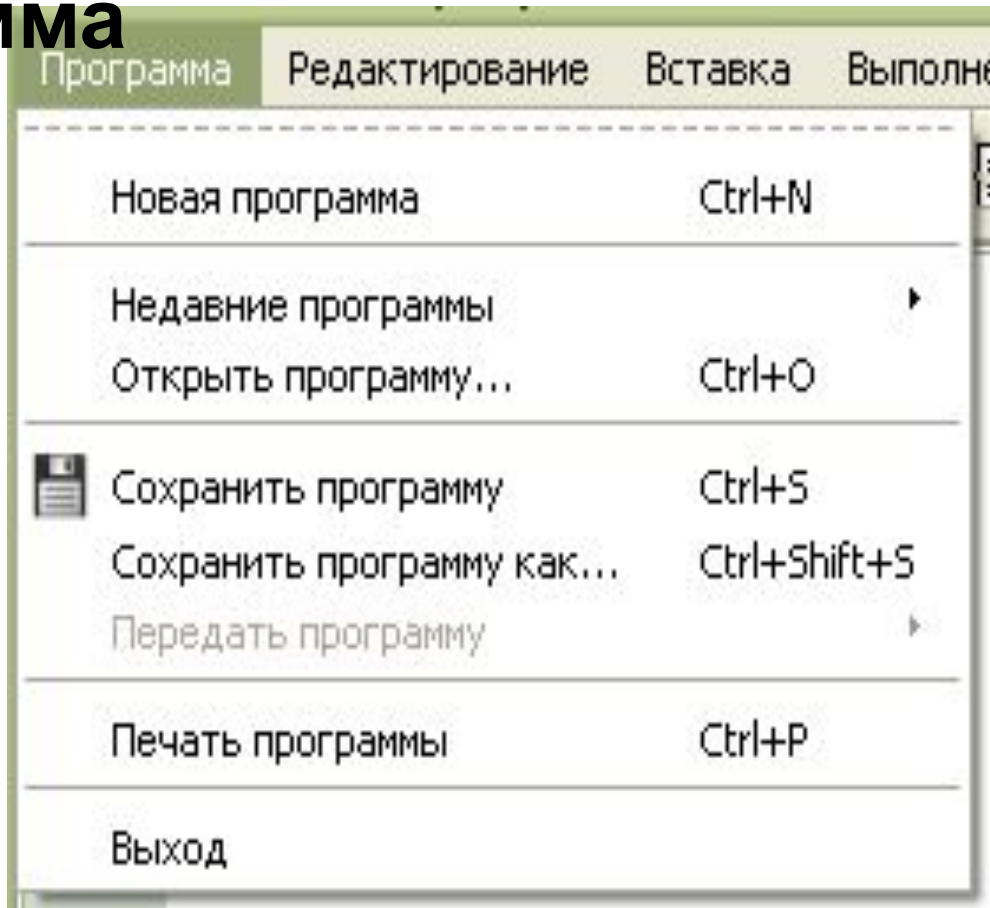 мма
Программа Редактирование Вставка Выполне
Новая программа Ctrl+N
Недавние программы
Открыть программу... Ctrl+O
Сохранить программу Ctrl+S
Сохранить программу как... Ctrl+Shift+S
Передать программу
Печать программы Ctrl+P
Выход